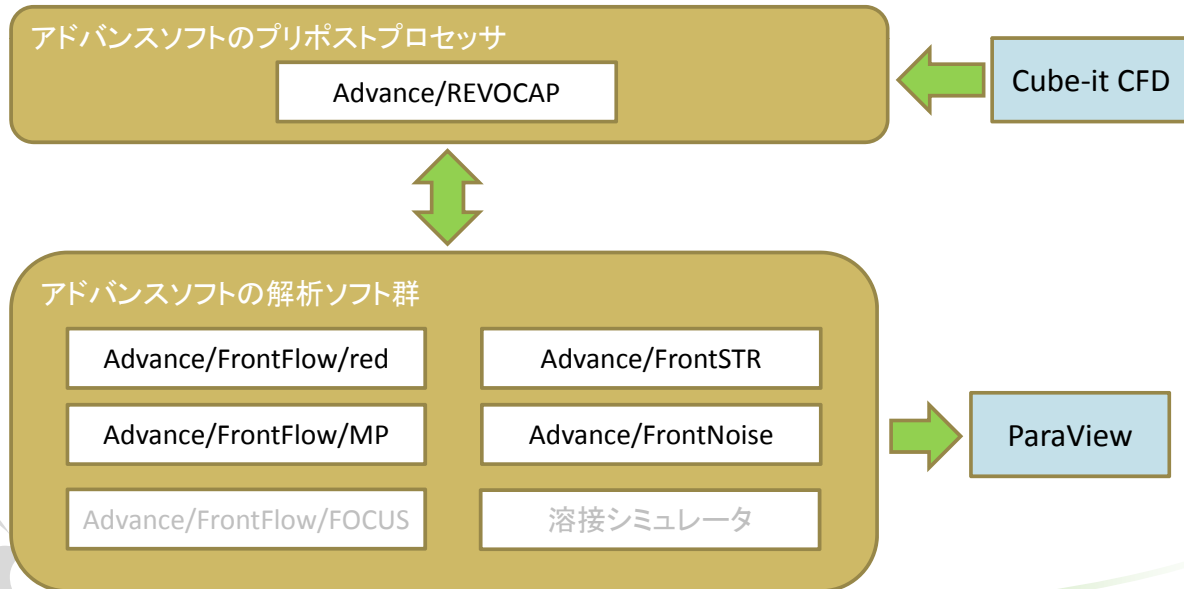 アドバンスソフトのプリポストプロセッサ
Advance/REVOCAP
Cube-it CFD
アドバンスソフトの解析ソフト群
Advance/FrontFlow/red
Advance/FrontSTR
Advance/FrontFlow/MP
Advance/FrontNoise
ParaView
Advance/FrontFlow/FOCUS
溶接シミュレータ